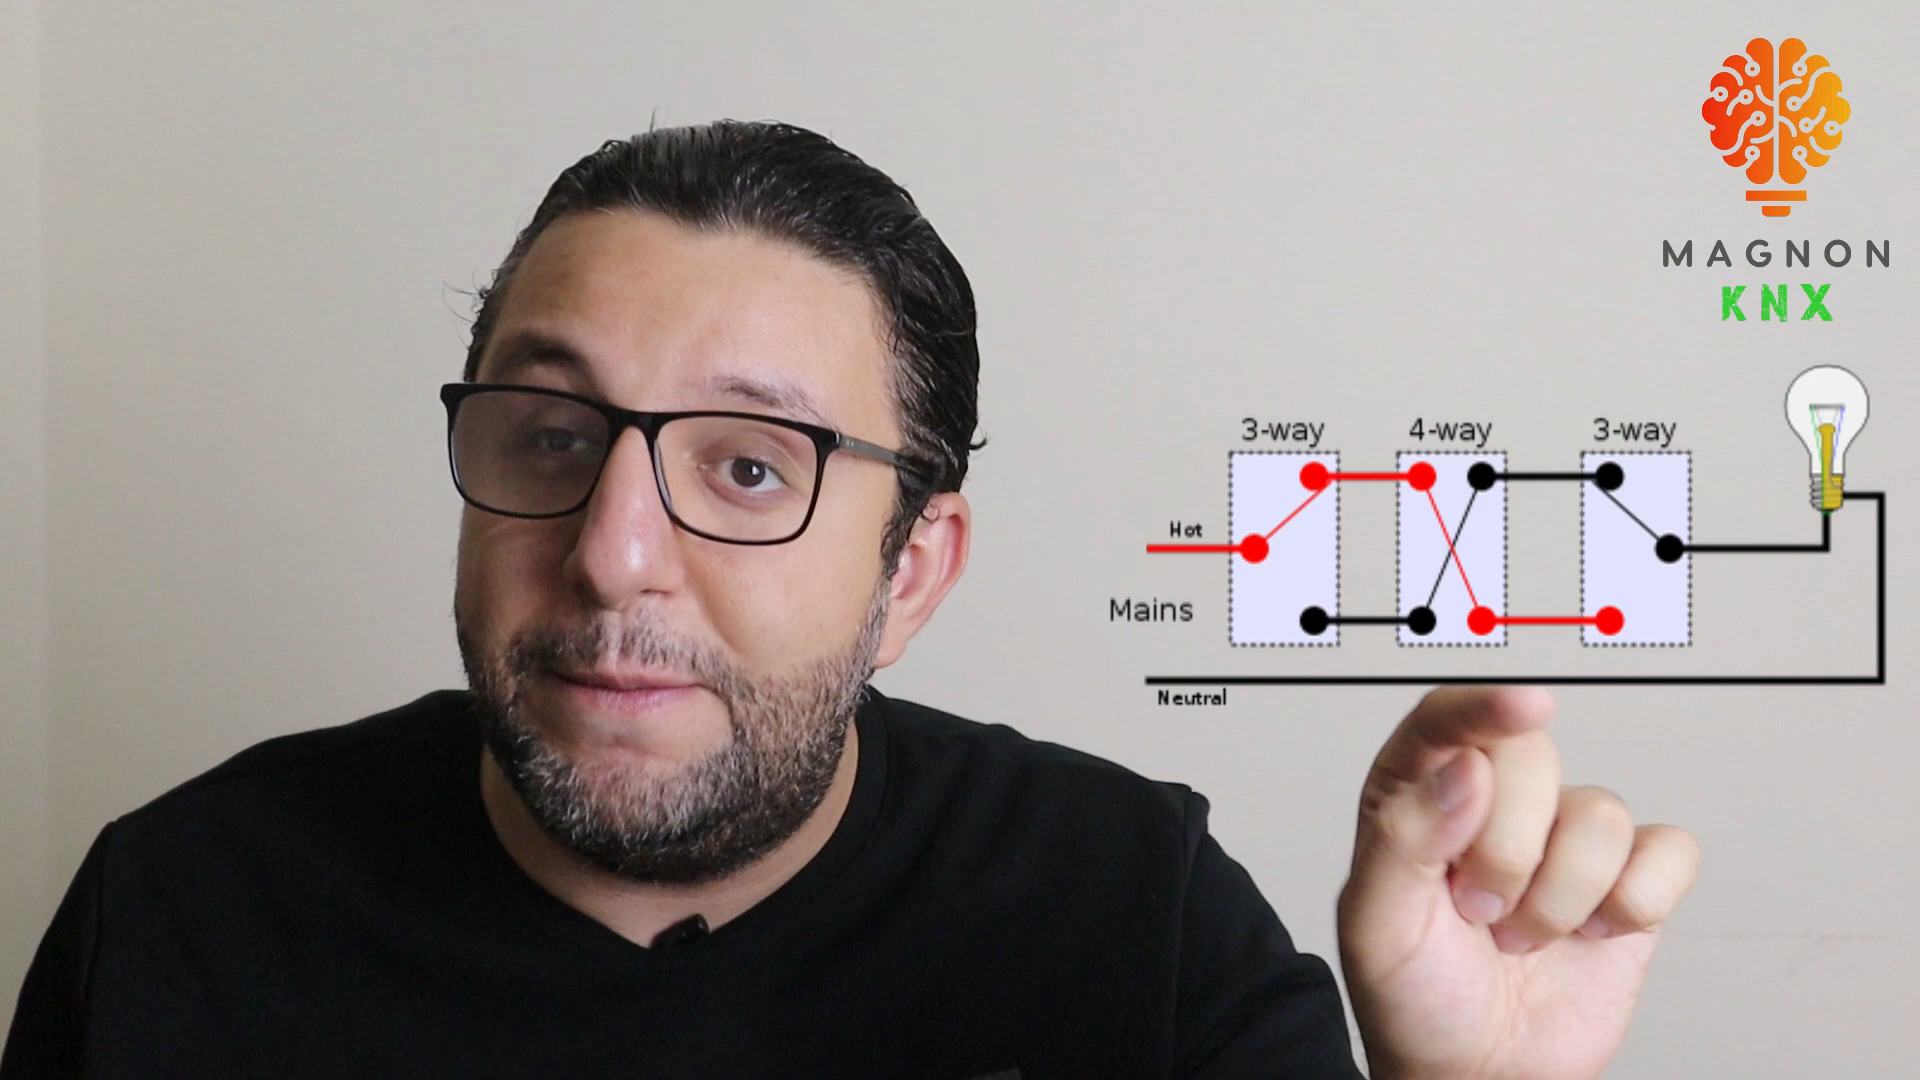 MAGNON
KNX
3-way
4-way
3-way
Hot
Mains
Neutral